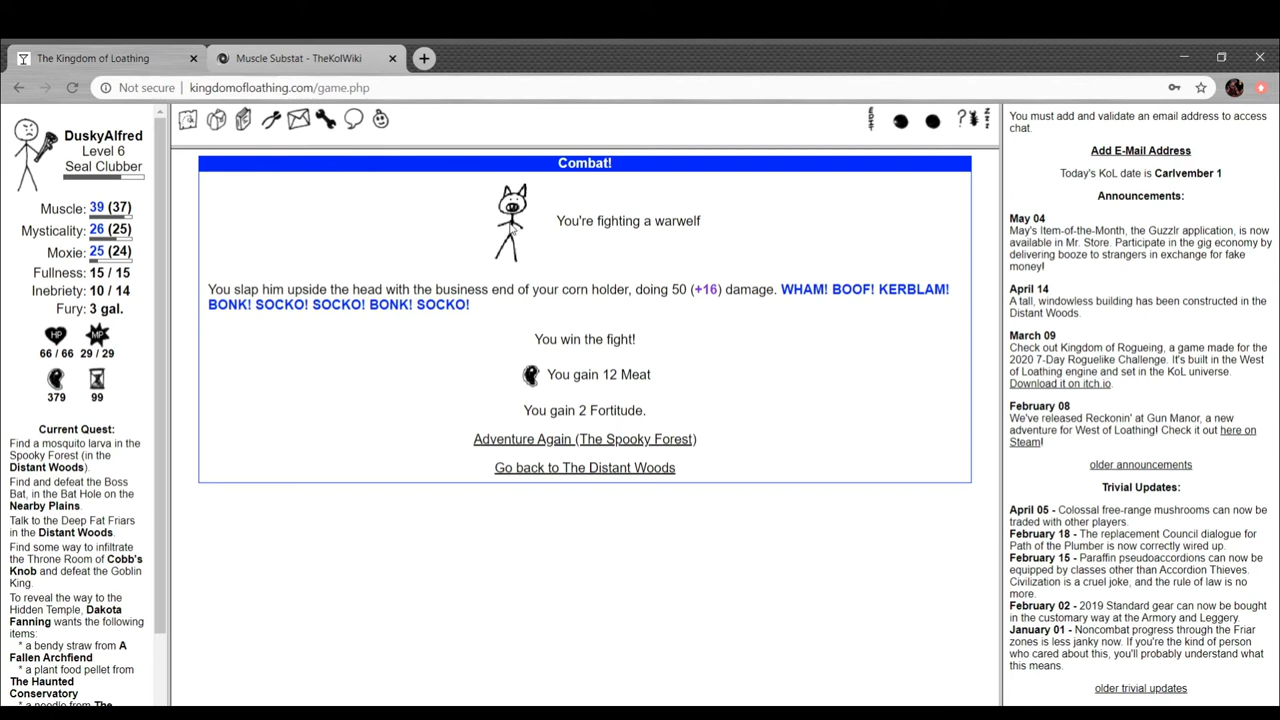 The Kingdom of Loathing
Muscle Substat - TheKolWiki
Not secure
kingdomofloathing.com/game.php
DuskyAlfred
Level 6
Seal Clubber
Muscle: 39 (37)
Mysticality: 26 (25)
Moxie: 25 (24)
Fullness: 15 / 15
Inebriety: 10 / 14
Fury: 3 gal.
HP MP
66 / 66 29 / 29
379 99
Current Quest:
Find a mosquito larva in the
Spooky Forest (in the
Distant Woods).
Find and defeat the Boss
Bat, in the Bat Hole on the
Nearby Plains.
Talk to the Deep Fat Friars
in the Distant Woods.
Find some way to infiltrate
the Throne Room of Cobb's
Knob and defeat the Goblin
King.
To reveal the way to the
Hidden Temple, Dakota
Fanning wants the following
items:
* a bendy straw from A
Fallen Archfiend
* a plant food pellet from
The Haunted
Conservatory
* a needle from The
Combat!
You're fighting a warwelf
You slap him upside the head with the business end of your corn holder, doing 50 (+16) damage. WHAM! BOOF! KERBLAM!
BONK! SOCKO! SOCKO! BONK! SOCKO!
You win the fight!
You gain 12 Meat
You gain 2 Fortitude.
Adventure Again (The Spooky Forest)
Go back to The Distant Woods
You must add and validate an email address to access
chat.
Add E-Mail Address
Today's KoL date is Carlvember 1
Announcements:
May 04
May's Item-of-the-Month, the Guzzlr application, is
now available in Mr. Store. Participate in the gig economy by
delivering booze to strangers in exchange for fake
money!
April 14
A tall, windowless building has been constructed in the
Distant Woods.
March 09
Check out Kingdom of Rogueing, a game made for the
2020 7-Day Roguelike Challenge. It's built in the West
of Loathing engine and set in the KoL universe.
Download it on itch.io.
February 08
We've released Reckonin' at Gun Manor, a new
adventure for West of Loathing! Check it out here on
Steam!
older announcements
Trivial Updates:
April 05 - Colossal free-range mushrooms can now be
traded with other players.
February 18 - The replacement Council dialogue for
Path of the Plumber is now correctly wired up.
February 15 - Paraffin pseudoaccordions can now be
equipped by classes other than Accordion Thieves.
Civilization is a cruel joke, and the rule of law is no
more.
February 02 - 2019 Standard gear can now be bought
in the customary way at the Armory and Leggery.
January 01 - Noncombat progress through the Friar
zones is less janky now. If you're the kind of person
who cared about this, you'll probably understand what
this means.
older trivial updates